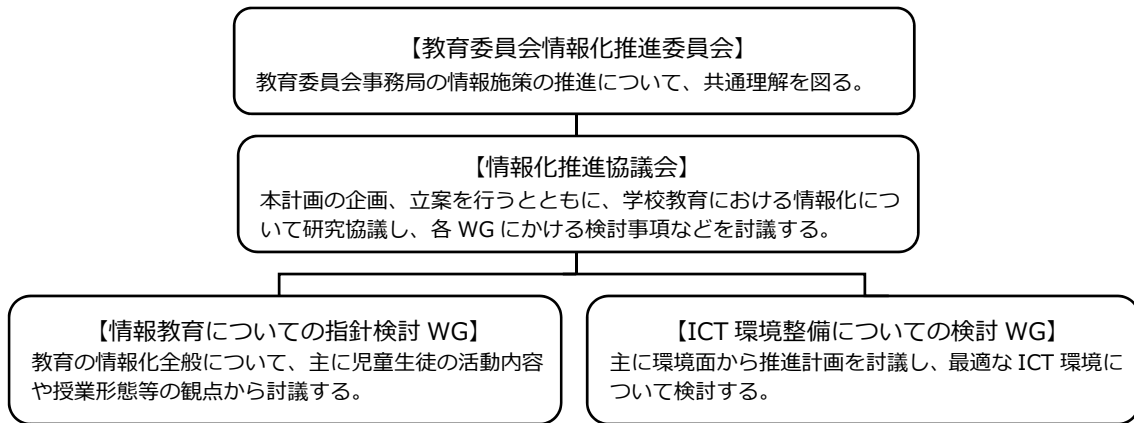 【教育委員会情報化推進委員会】
教育委員会事務局の情報施策の推進について、共通理解を図る。
【情報化推進協議会】
本計画の企画、立案を行うとともに、学校教育における情報化につ
いて研究協議し、各 WG にかける検討事項などを討議する。
【情報教育についての指針検討 WG】
教育の情報化全般について、主に児童生徒の活動内容
や授業形態等の観点から討議する。
【ICT 環境整備についての検討 WG】
主に環境面から推進計画を討議し、最適な ICT 環境に
ついて検討する。